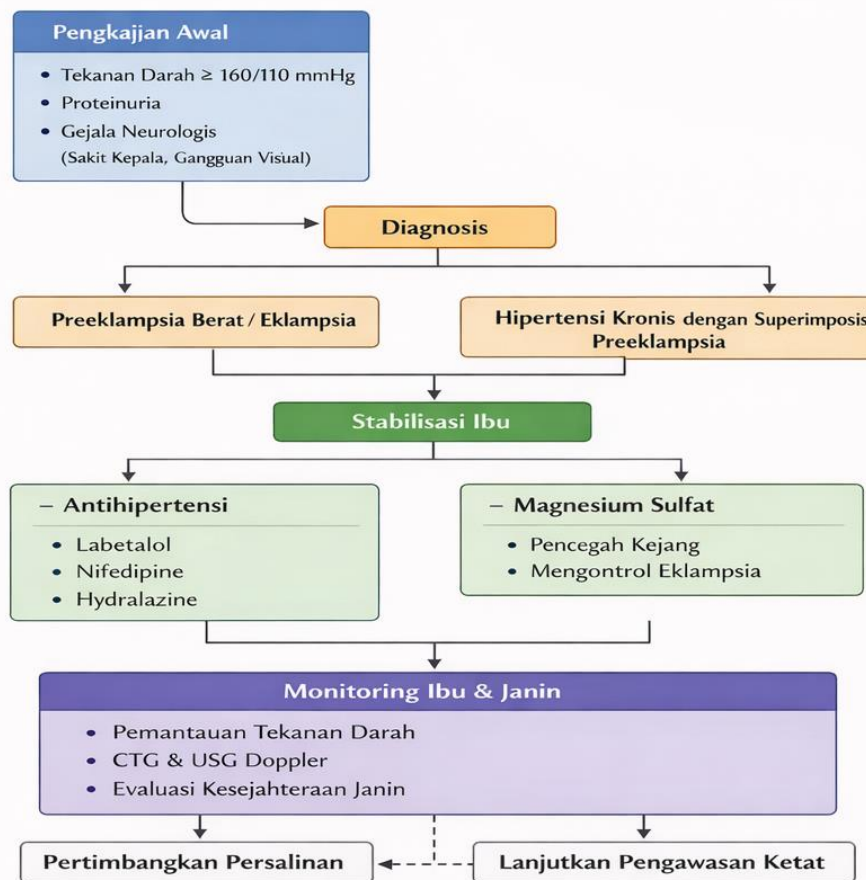 Pengkajjan Awal
• Tekanan Darah ≥ 160/110 mmHg
• Proteinuria
• Gejala Neurologis
(Sakit Kepala, Gangguan Visual)
Diagnosis
Preeklampsia Berat / Eklampsia
Hipertensi Kronis dengan Superimposis
Preeklampsia
Stabilisasi Ibu
– Antihipertensi
• Labetalol
• Nifedipine
• Hydralazine
– Magnesium Sulfat
• Pencegah Kejang
• Mengontrol Eklampsia
Monitoring Ibu & Janin
• Pemantauan Tekanan Darah
• CTG & USG Doppler
• Evaluasi Kesejahteraan Janin
Pertimbangkan Persalinan
Lanjutkan Pengawasan Ketat